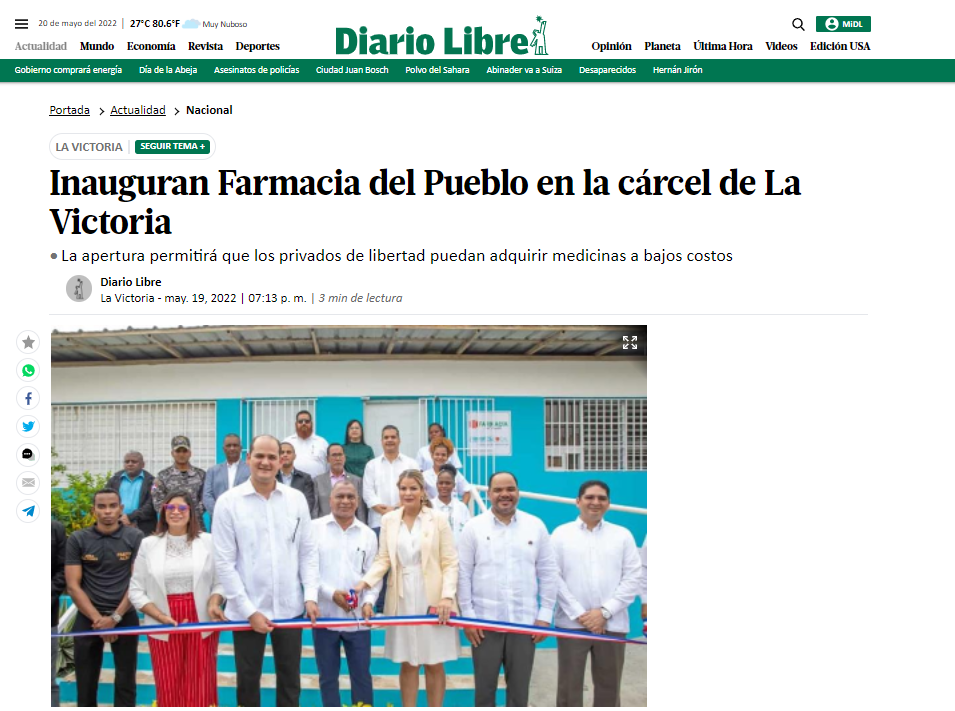 20 de mayo del 2022 | 27°C 80.6°F Muy Nuboso
Diario Libre
MiDL
Actualidad Mundo Economía Revista Deportes
Opinión Planeta Última Hora Videos Edición USA
Gobierno comprará energía Día de la Abeja Asesinatos de policías Ciudad Juan Bosch Polvo del Sahara Abinader va a Suiza Desaparecidos Hernán Jirón
Portada > Actualidad > Nacional
LA VICTORIA | SEGUIR TEMA +
Inauguran Farmacia del Pueblo en la cárcel de La
Victoria
• La apertura permitirá que los privados de libertad puedan adquirir medicinas a bajos costos
Diario Libre
La Victoria - may. 19, 2022 | 07:13 p. m. | 3 min de lectura
FARMACIA